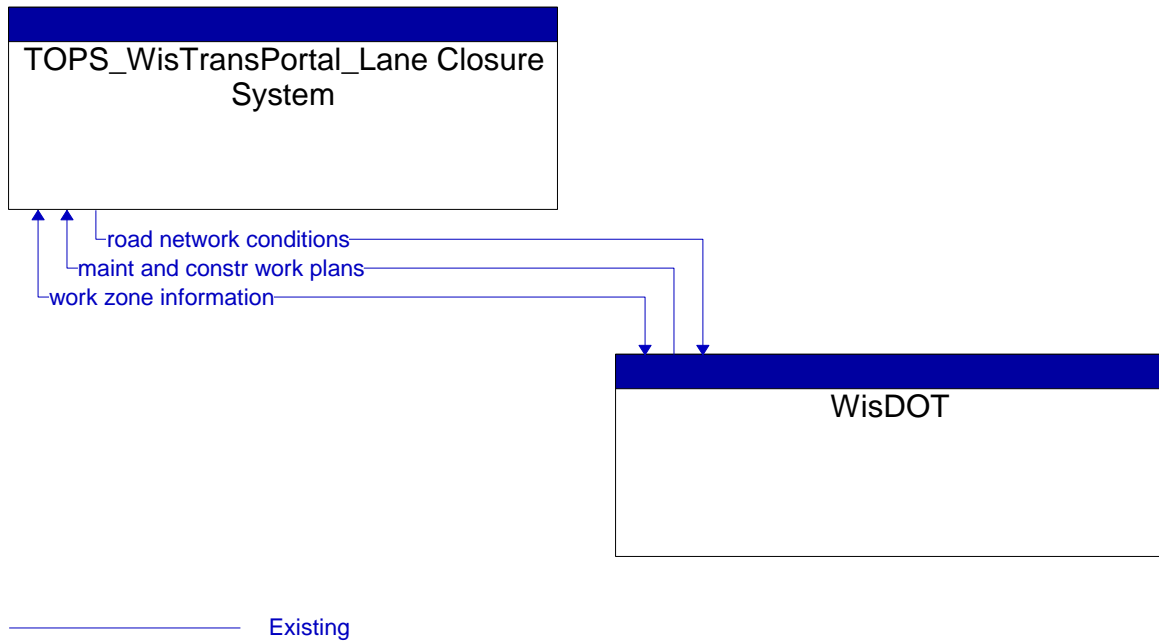 TOPS_WisTransPortal_Lane Closure
System
road network conditions
maint and constr work plans
work zone information
WisDOT
Existing